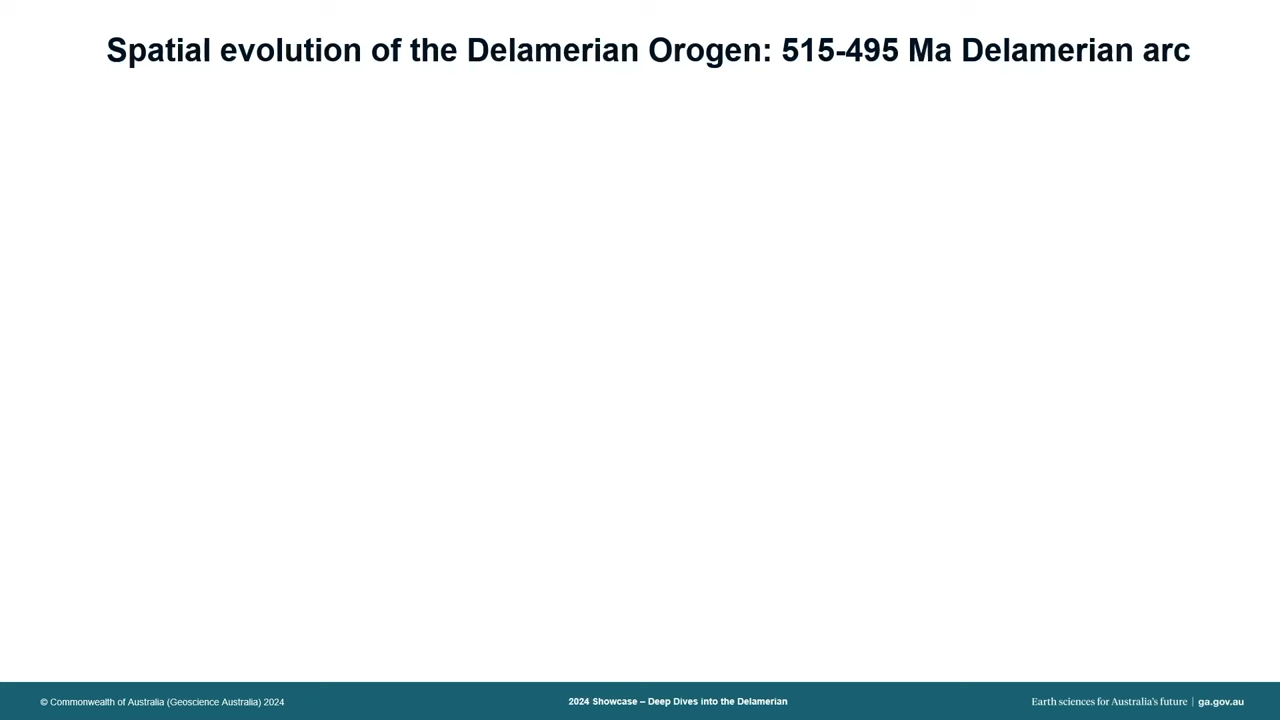 Spatial evolution of the Delamerian Orogen: 515-495 Ma Delamerian arc
© Commonwealth of Australia (Geoscience Australia) 2024
2024 Showcase – Deep Dives into the Delamerian
Earth sciences for Australia's future | ga.gov.au